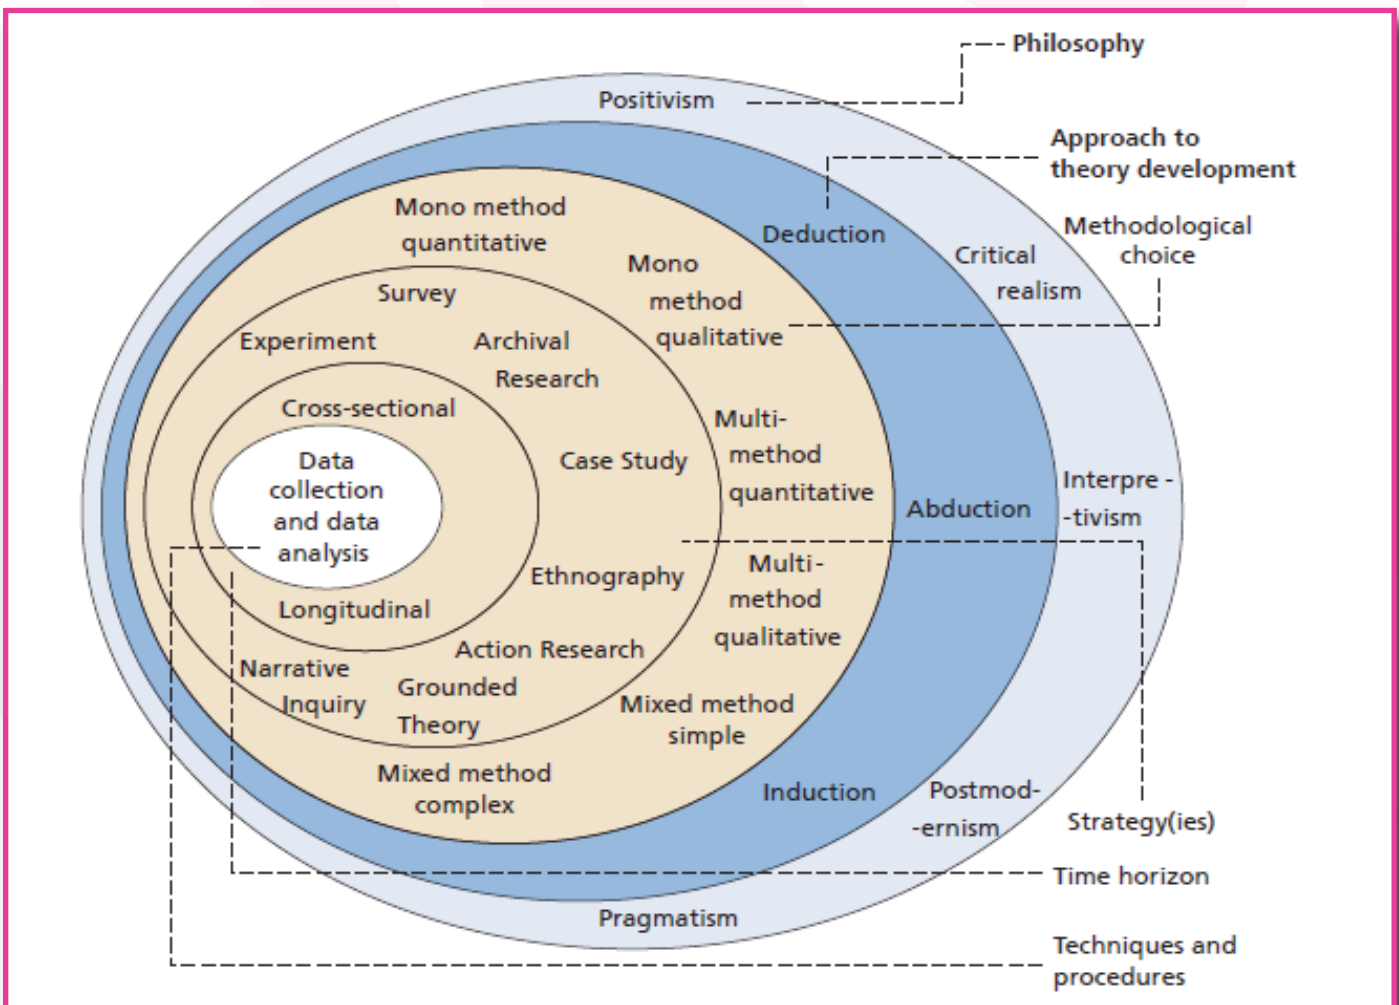 Philosophy
Positivism
Approach to
theory development
Deduction
Methodological
choice
Critical
realism
Mono method
quantitative
Mono
method
qualitative
Survey
Experiment
Archival
Research
Cross-sectional
Data
collection
and data
analysis
Case Study
Multi-
method
quantitative
Abduction
Interpre -
-tivism
Ethnography
Multi-
method
qualitative
Longitudinal
Action Research
Narrative
Inquiry
Grounded
Theory
Mixed method
simple
Mixed method
complex
Induction
Postmod-
-ernism
Strategy(ies)
Time horizon
Pragmatism
Techniques and
procedures